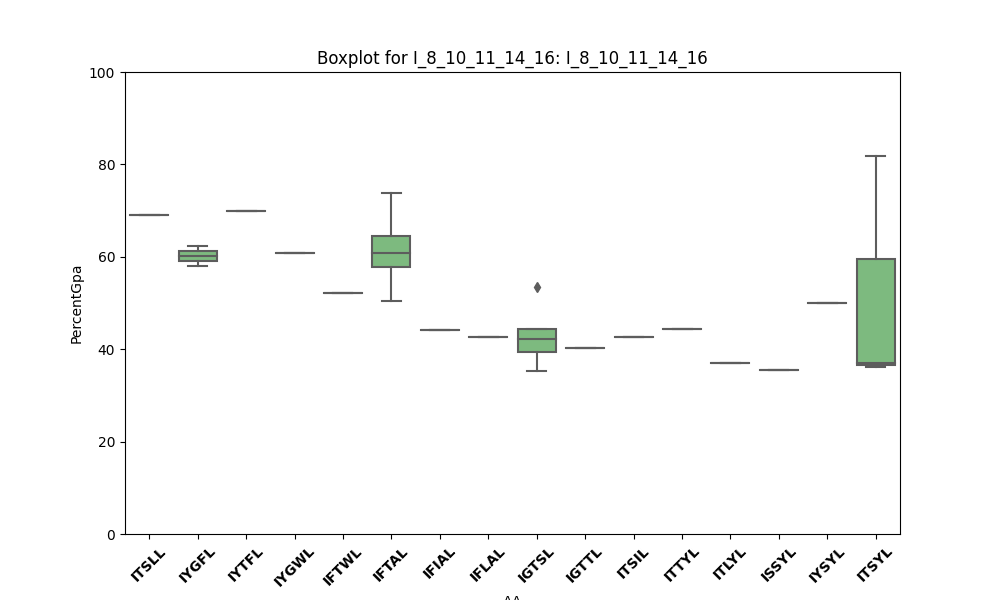 Boxplot for I_8_10_11_14_16: I_8_10_11_14_16
PercentGpa
100
80
60
40
20
0
ITSLL
IYGFL
IYTFL
IYGWL
IFTWL
IFTAL
IFIAL
IFLAL
IGTSL
IGTTL
ITSIL
ITTYL
ITLYL
ISSYL
IYSYL
ITSYL
AA